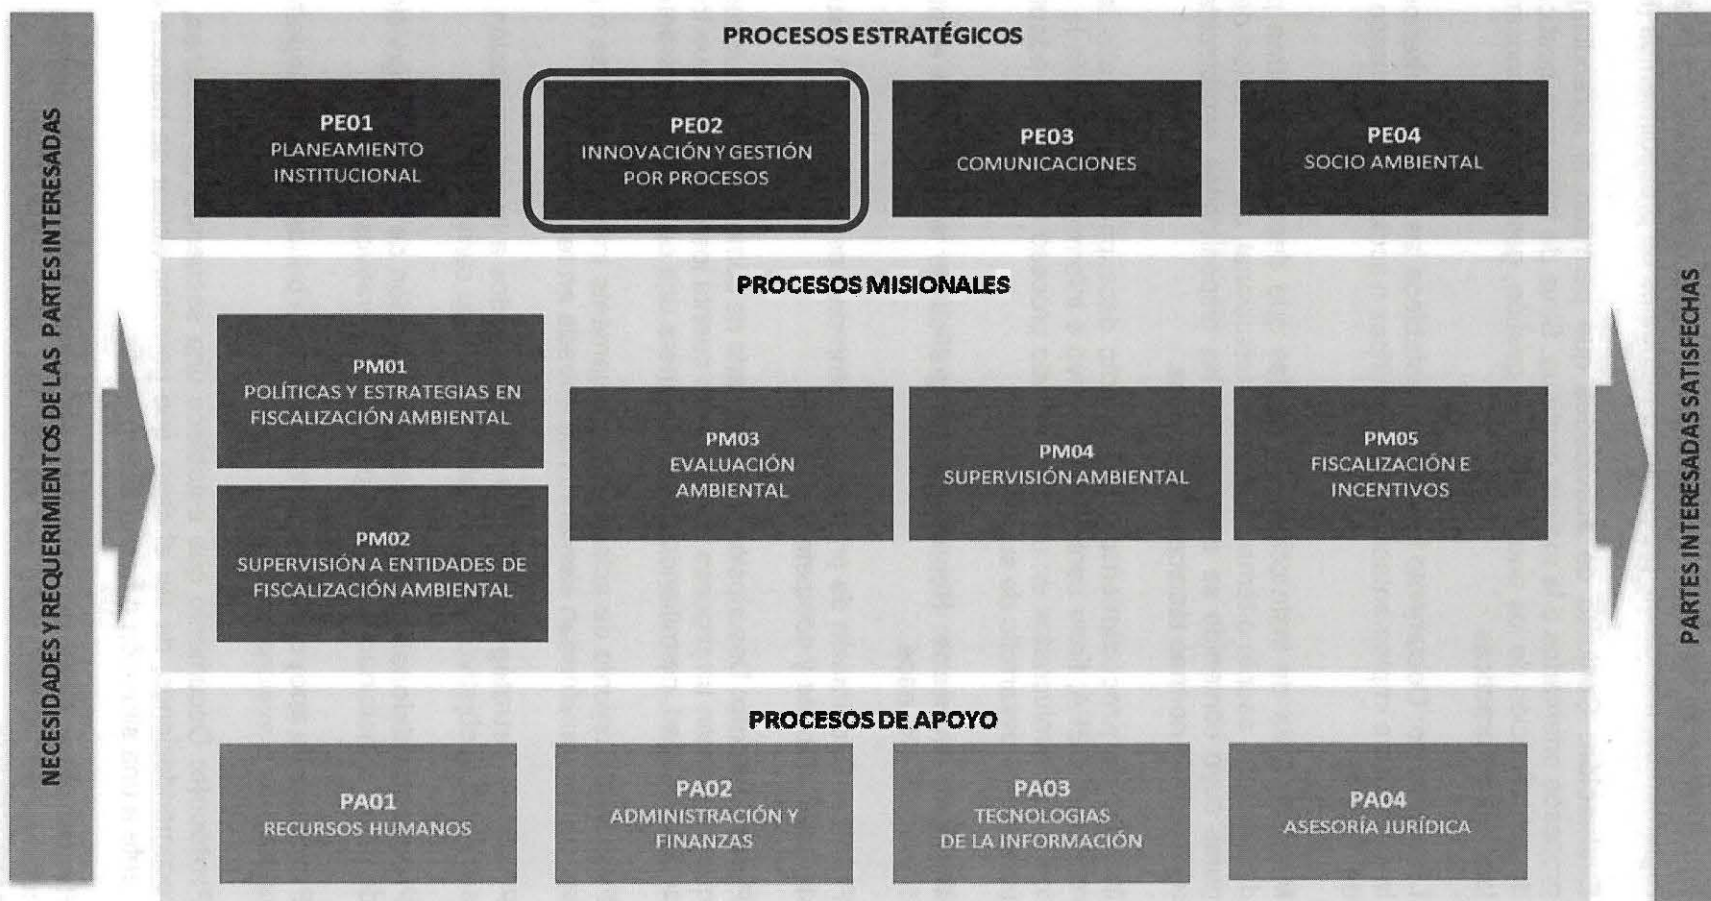 NECESIDADES Y REQUERIMIENTOS DE LAS PARTES INTERESADAS
PROCESOS ESTRATÉGICOS
PE01
PLANEAMIENTO
INSTITUCIONAL
PE02
INNOVACIÓN Y GESTIÓN
POR PROCESOS
PE03
COMUNICACIONES
PE04
SOCIO AMBIENTAL
PROCESOS MISIONALES
PM01
POLÍTICAS Y ESTRATEGIAS EN
FISCALIZACIÓN AMBIENTAL
PM02
SUPERVISIÓN A ENTIDADES DE
FISCALIZACIÓN AMBIENTAL
PM03
EVALUACIÓN
AMBIENTAL
PM04
SUPERVISIÓN AMBIENTAL
PM05
FISCALIZACIÓN E
INCENTIVOS
PROCESOS DE APOYO
PA01
RECURSOS HUMANOS
PA02
ADMINISTRACIÓN Y
FINANZAS
PA03
TECNOLOGIAS
DE LA INFORMACIÓN
PA04
ASESORÍA JURÍDICA
PARTES INTERESADAS SATISFECHAS